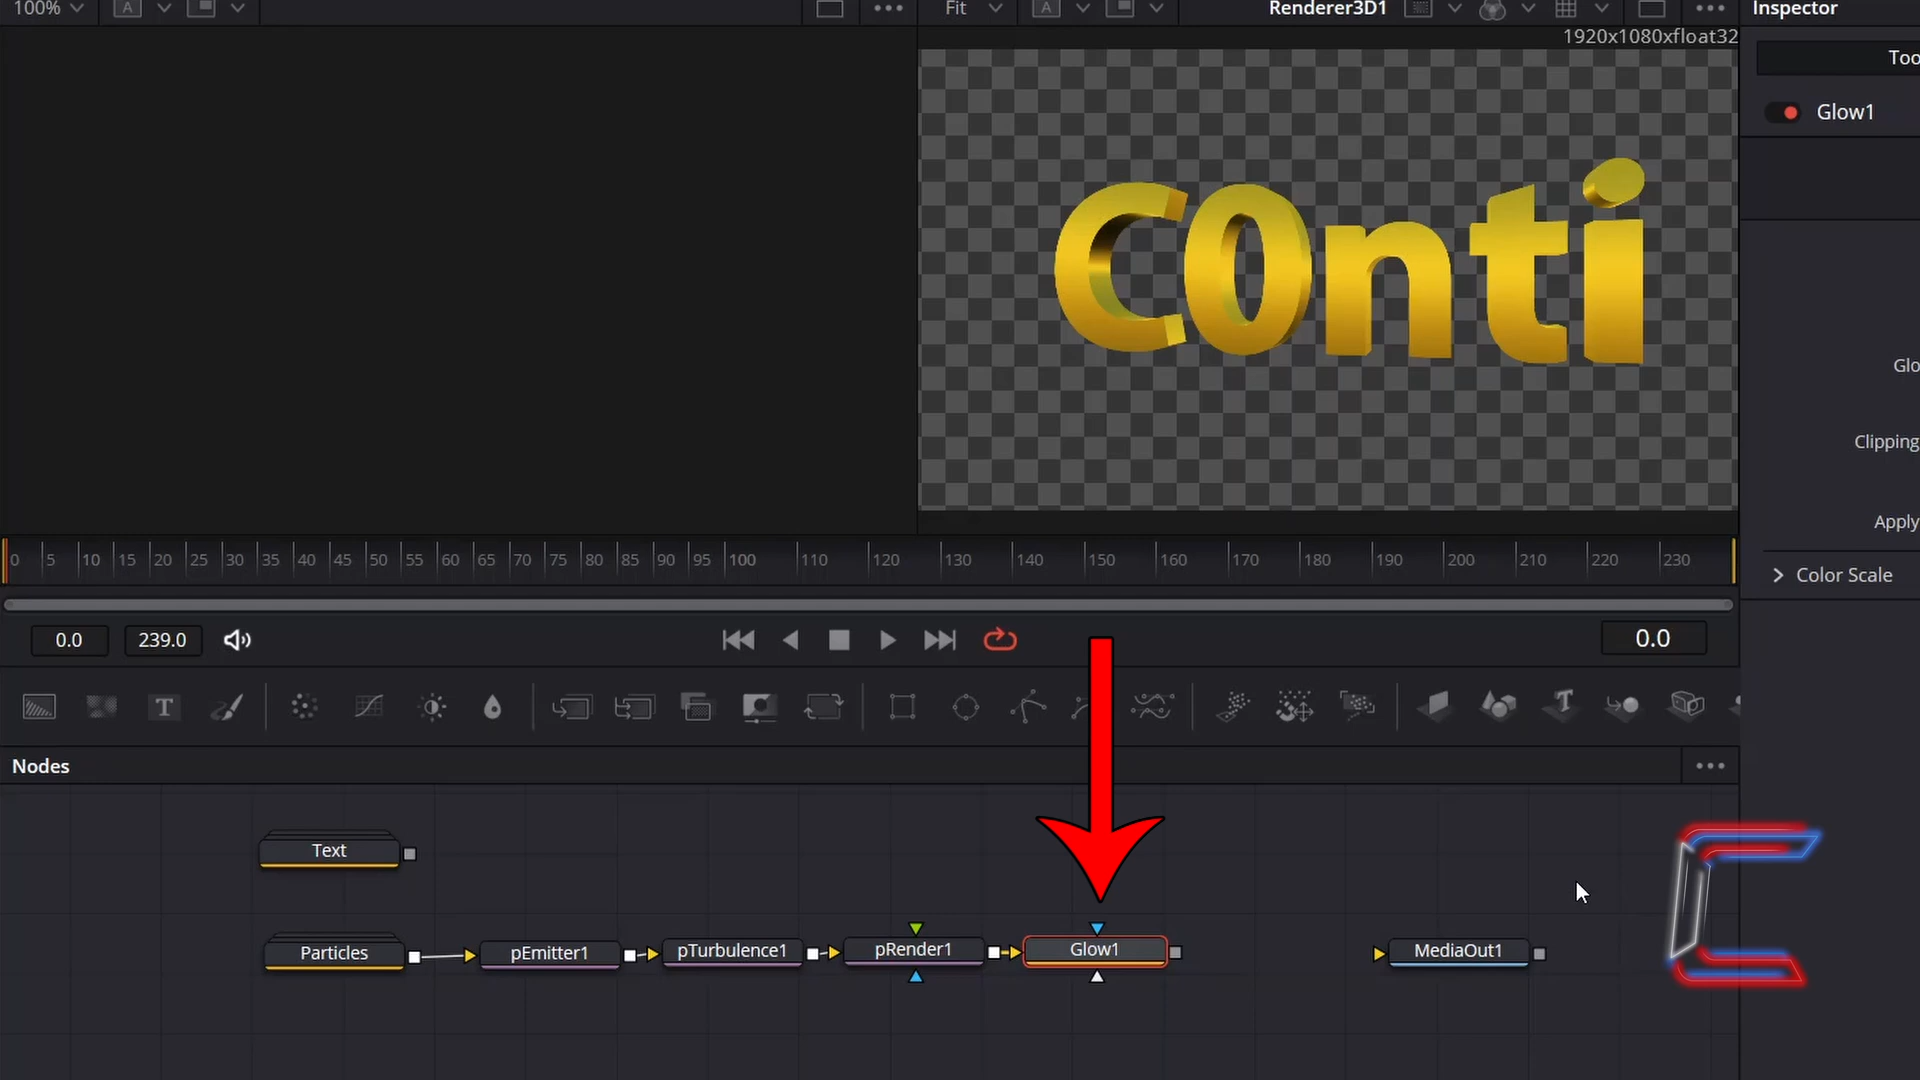 100%
A
Fit
A
Renderer3D1
Inspector
1920x1080xfloat32
Too
Glow1
C0nti
Glo
Clipping
Apply
0 5 10 15 20 25 30 35 40 45 50 55 60 65 70 75 80 85 90 95 100 110 120 130 140 150 160 170 180 190 200 210 220 230
Color Scale
0.0
239.0
0.0
T
T
Nodes
Text
Particles
pEmitter1
pTurbulence1
pRender1
Glow1
MediaOut1